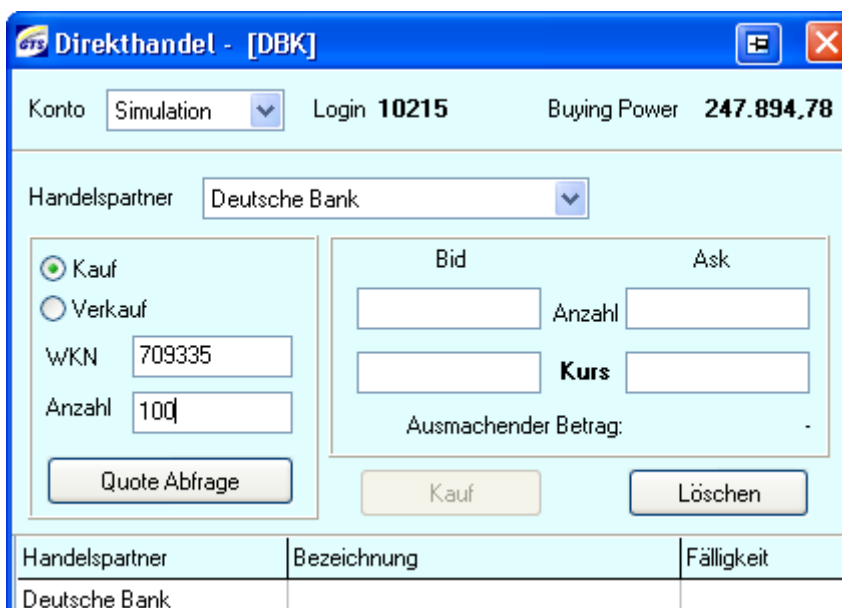 GTS Direkthandel - [DBK]
Konto Simulation Login 10215 Buying Power 247.894,78
Handelspartner Deutsche Bank
Kauf
Verkauf
WKN 709335
Anzahl 100
Quote Abfrage
Bid Ask
Anzahl
Kurs
Ausmachender Betrag: -
Kauf Löschen
Handelspartner Bezeichnung Fälligkeit
Deutsche Bank